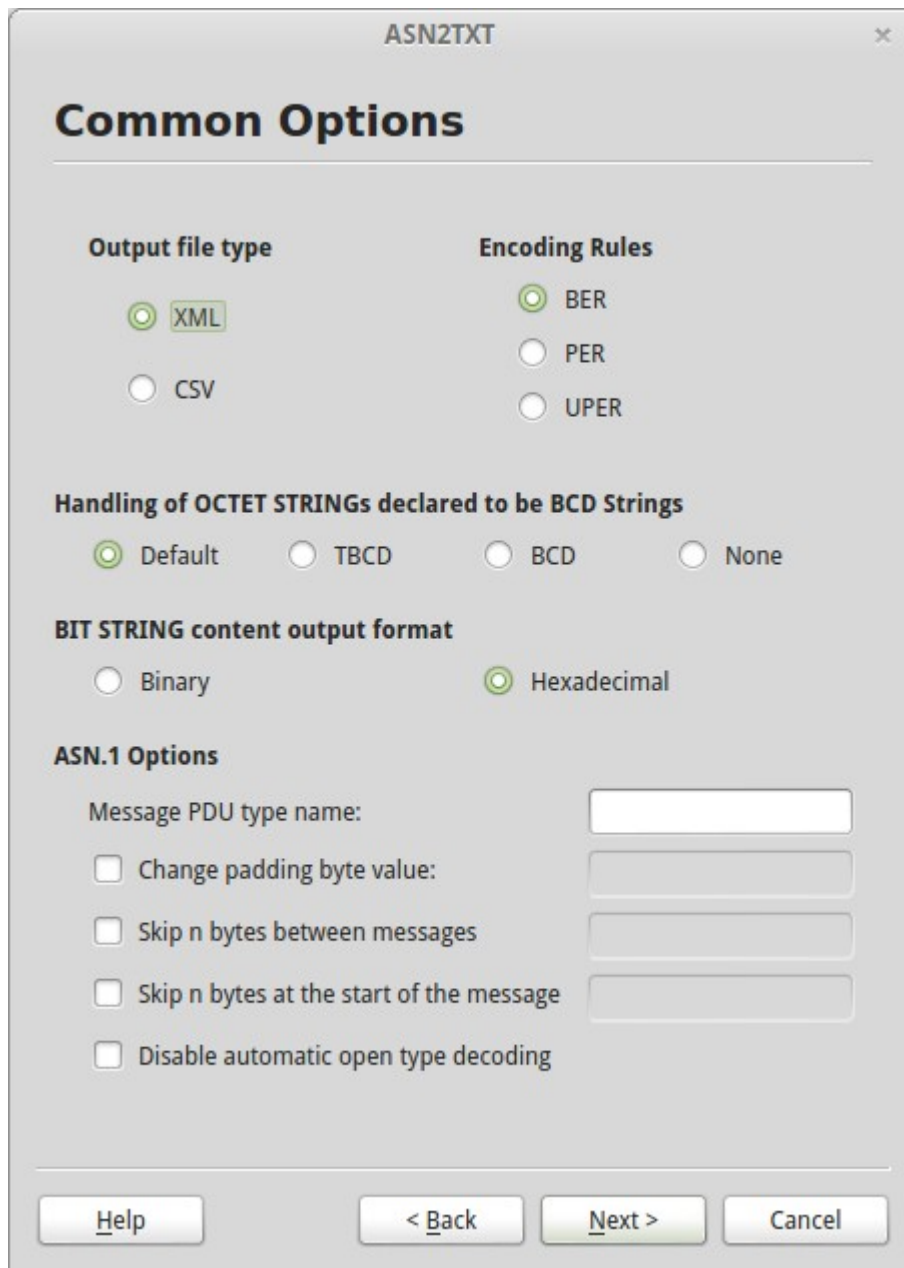 ASN2TXT
Common Options
Output file type
XML
CSV
Encoding Rules
BER
PER
UPER
Handling of OCTET STRINGs declared to be BCD Strings
Default TBCD BCD None
BIT STRING content output format
Binary Hexadecimal
ASN.1 Options
Message PDU type name:
Change padding byte value:
Skip n bytes between messages
Skip n bytes at the start of the message
Disable automatic open type decoding
Help < Back Next > Cancel